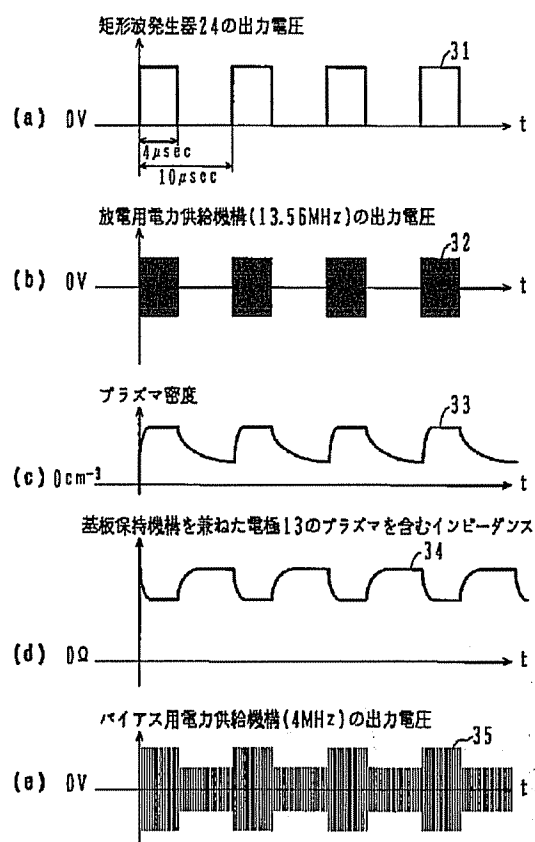 矩形波発生器24の出力電圧
31
(a) 0V
t
4μsec
10μsec
放電用電力供給機構(13.56MHz)の出力電圧
32
(b) 0V
t
プラズマ密度
33
(c) 0cm⁻³
t
基板保持機構を兼ねた電極13のプラズマを含むインピーダンス
34
(d) 0Ω
t
バイアス用電力供給機構(4MHz)の出力電圧
35
(e) 0V
t